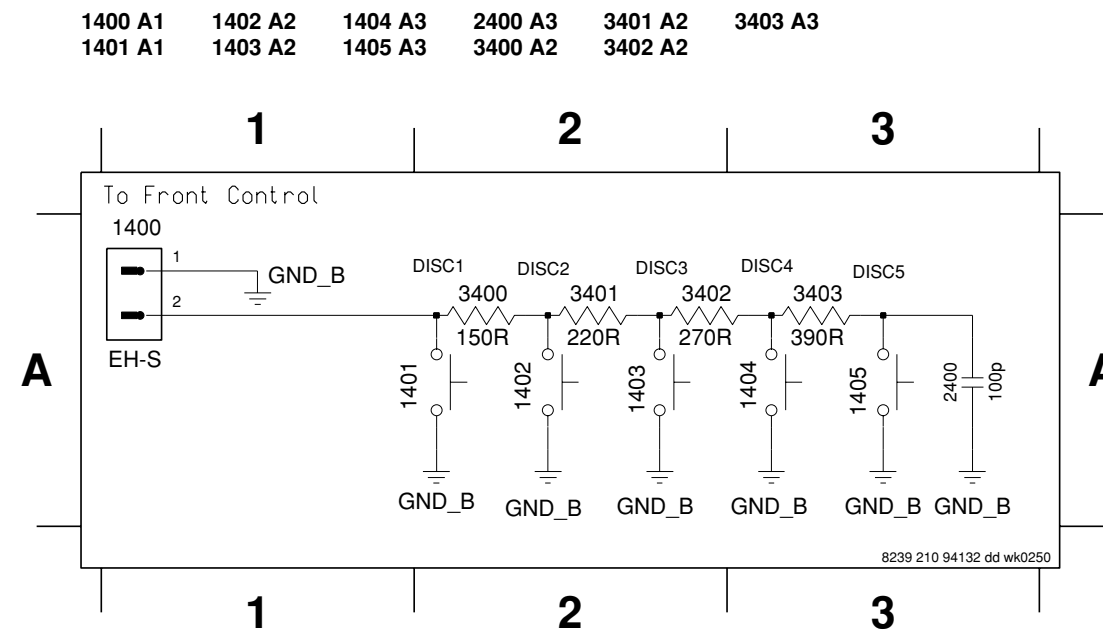 1400 A1 1402 A2 1404 A3 2400 A3 3401 A2 3403 A3
1401 A1 1403 A2 1405 A3 3400 A2 3402 A2
1 2 3
To Front Control
1400
1
GND_B
2
EH-S
DISC1 DISC2 DISC3 DISC4 DISC5
3400 3401 3402 3403
150R 220R 270R 390R
A A
1401 1402 1403 1404 1405 2400 100p
GND_B GND_B GND_B GND_B GND_B GND_B
8239 210 94132 dd wk0250
1 2 3